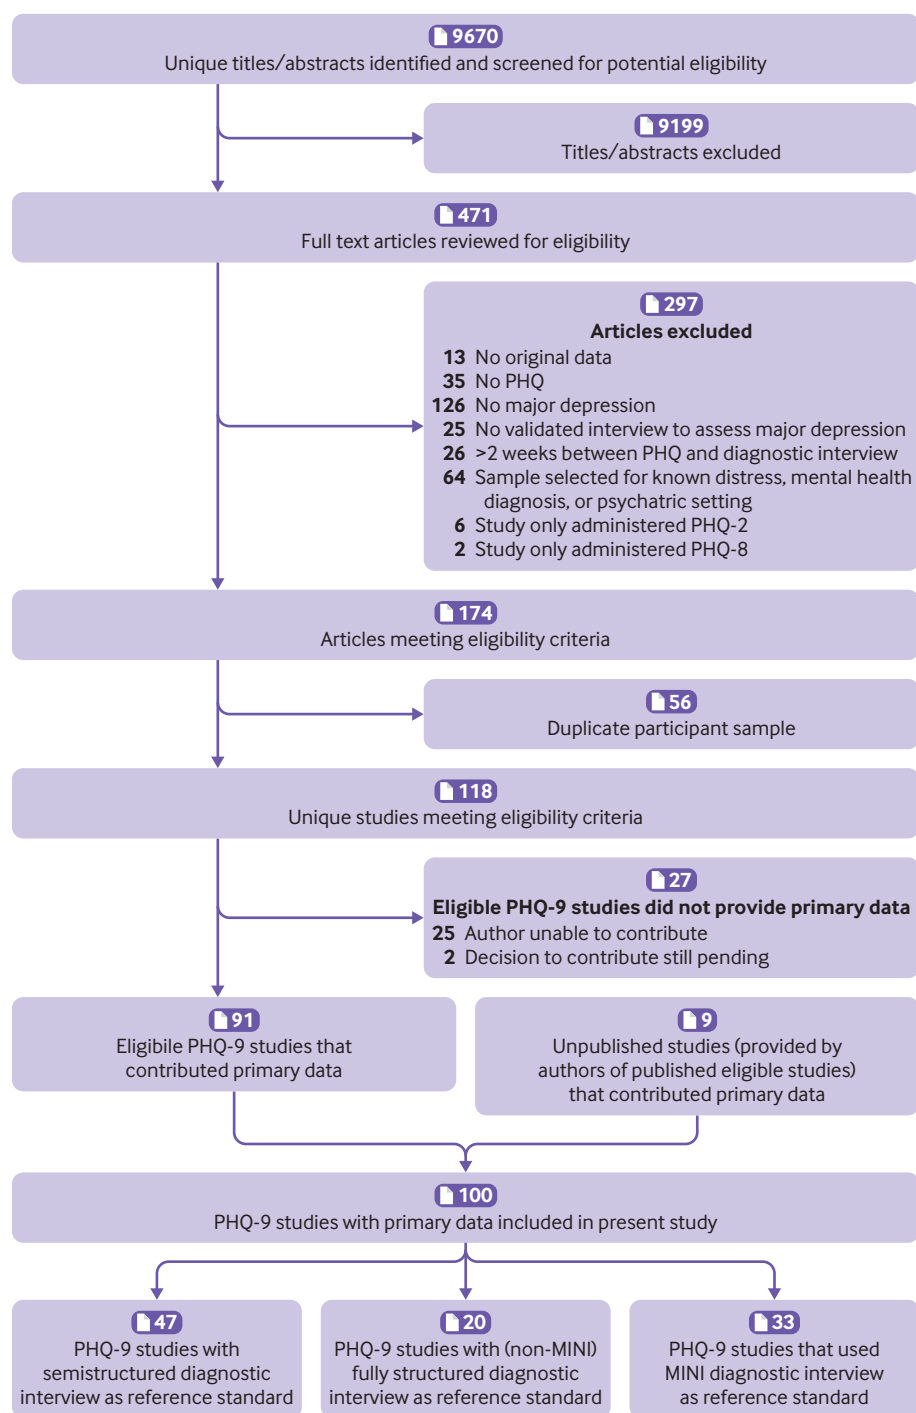 9670
Unique titles/abstracts identified and screened for potential eligibility
9199
Titles/abstracts excluded
471
Full text articles reviewed for eligibility
297
Articles excluded
13 No original data
35 No PHQ
126 No major depression
25 No validated interview to assess major depression
26 >2 weeks between PHQ and diagnostic interview
64 Sample selected for known distress, mental health
diagnosis, or psychatric setting
6 Study only administered PHQ-2
2 Study only administered PHQ-8
174
Articles meeting eligibility criteria
56
Duplicate participant sample
118
Unique studies meeting eligibility criteria
27
Eligible PHQ-9 studies did not provide primary data
25 Author unable to contribute
2 Decision to contribute still pending
91
Eligibile PHQ-9 studies that
contributed primary data
9
Unpublished studies (provided by
authors of published eligible studies)
that contributed primary data
100
PHQ-9 studies with primary data included in present study
47
PHQ-9 studies with
semistructured diagnostic
interview as reference standard
20
PHQ-9 studies with (non-MINI)
fully structured diagnostic
interview as reference standard
33
PHQ-9 studies that used
MINI diagnostic interview
as reference standard